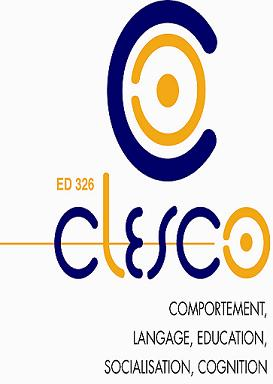 ED 326
CLESCO
COMPORTEMENT,
LANGAGE, EDUCATION,
SOCIALISATION, COGNITION